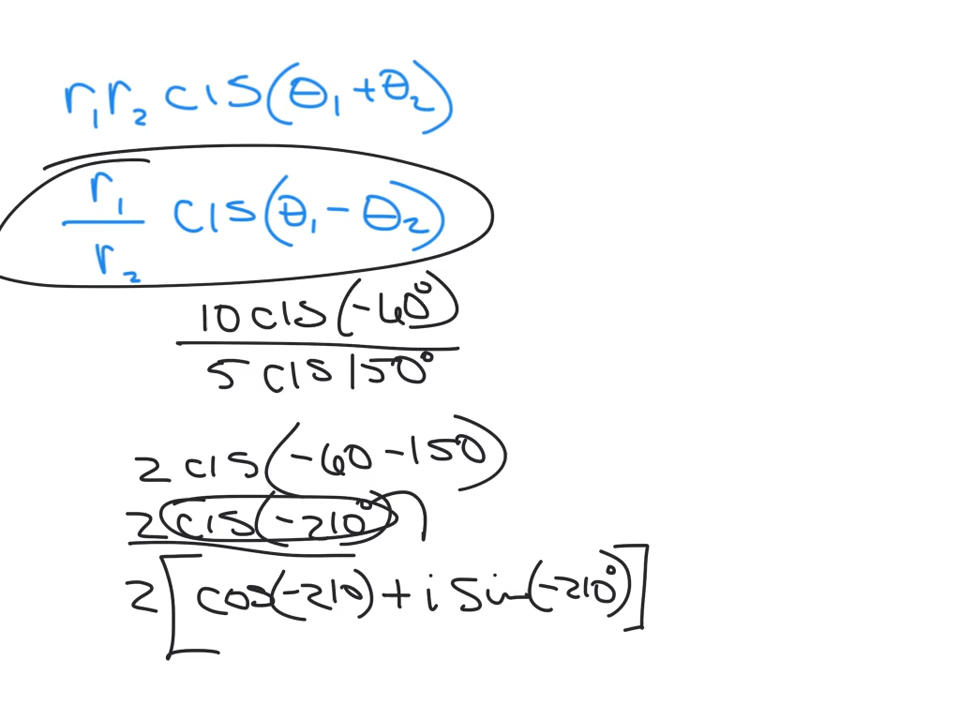 r₁r₂ cis(θ₁+θ₂)
r₁/r₂ cis(θ₁-θ₂)
10 cis(-60°)
5 cis 150°
2 cis(-60-150)
2 cis(-210°)
2[cos(-210)+i sin(-210°)]